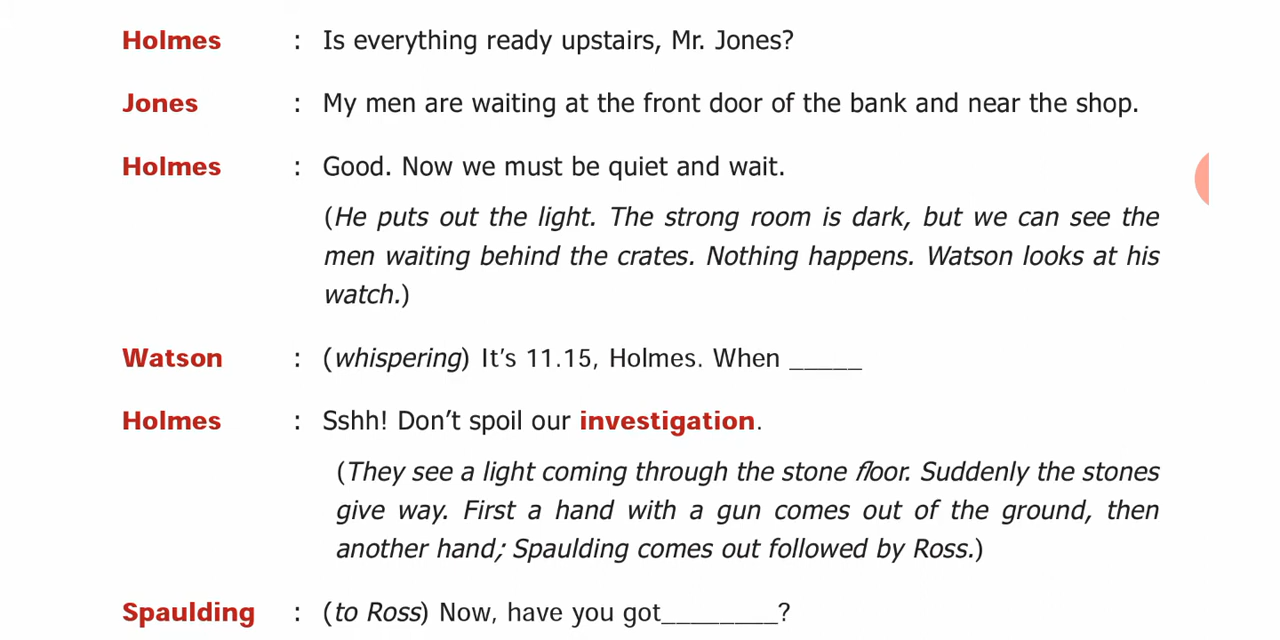 Holmes : Is everything ready upstairs, Mr. Jones?
Jones : My men are waiting at the front door of the bank and near the shop.
Holmes : Good. Now we must be quiet and wait.
(He puts out the light. The strong room is dark, but we can see the
men waiting behind the crates. Nothing happens. Watson looks at his
watch.)
Watson : (whispering) It's 11.15, Holmes. When _____
Holmes : Sshh! Don't spoil our investigation.
(They see a light coming through the stone floor. Suddenly the stones
give way. First a hand with a gun comes out of the ground, then
another hand; Spaulding comes out followed by Ross.)
Spaulding : (to Ross) Now, have you got________?